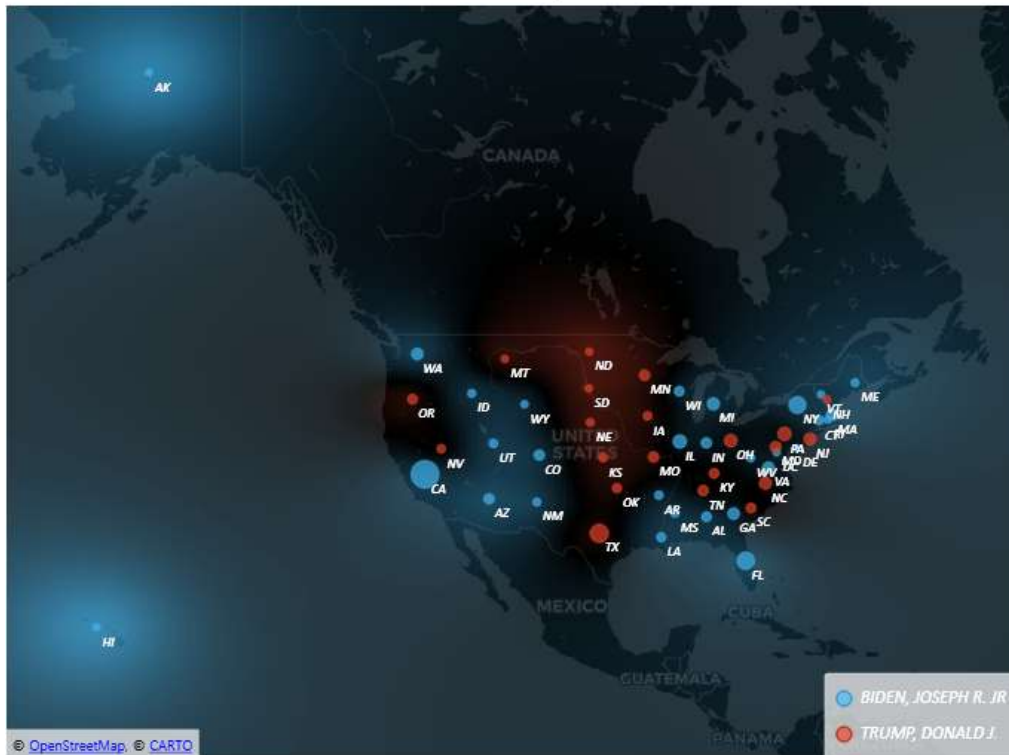 AK
CANADA
WA
MT
ND
MN
ME
OR
ID
WY
SD
WI
MI
VT
NY
NH
MA
NE
IA
UNITED
STATES
NV
UT
CO
KS
MO
IL
IN
OH
PA
NJ
CT
RI
MD
DE
DC
WV
VA
CA
KY
NC
OK
AR
TN
SC
AZ
NM
MS
AL
GA
TX
LA
FL
MEXICO
CUBA
HI
GUATEMALA
BIDEN, JOSEPH R. JR
TRUMP, DONALD J.
PANAMA
© OpenStreetMap, © CARTO